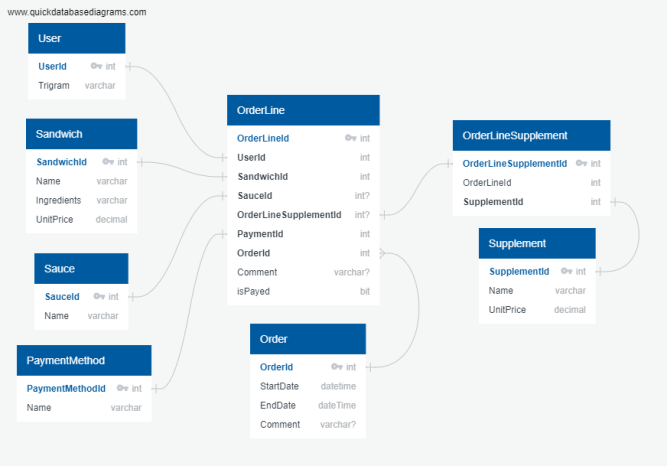 www.quickdatabasediagrams.com
User
UserId int
Trigram varchar
Sandwich
SandwichId int
Name varchar
Ingredients varchar
UnitPrice decimal
Sauce
SauceId int
Name varchar
PaymentMethod
PaymentMethodId int
Name varchar
OrderLine
OrderLineId int
UserId int
SandwichId int
SauceId int?
OrderLineSupplementId int?
PaymentId int
OrderId int
Comment varchar?
isPayed bit
Order
OrderId int
StartDate datetime
EndDate dateTime
Comment varchar?
OrderLineSupplement
OrderLineSupplementId int
OrderLineId int
SupplementId int
Supplement
SupplementId int
Name varchar
UnitPrice decimal